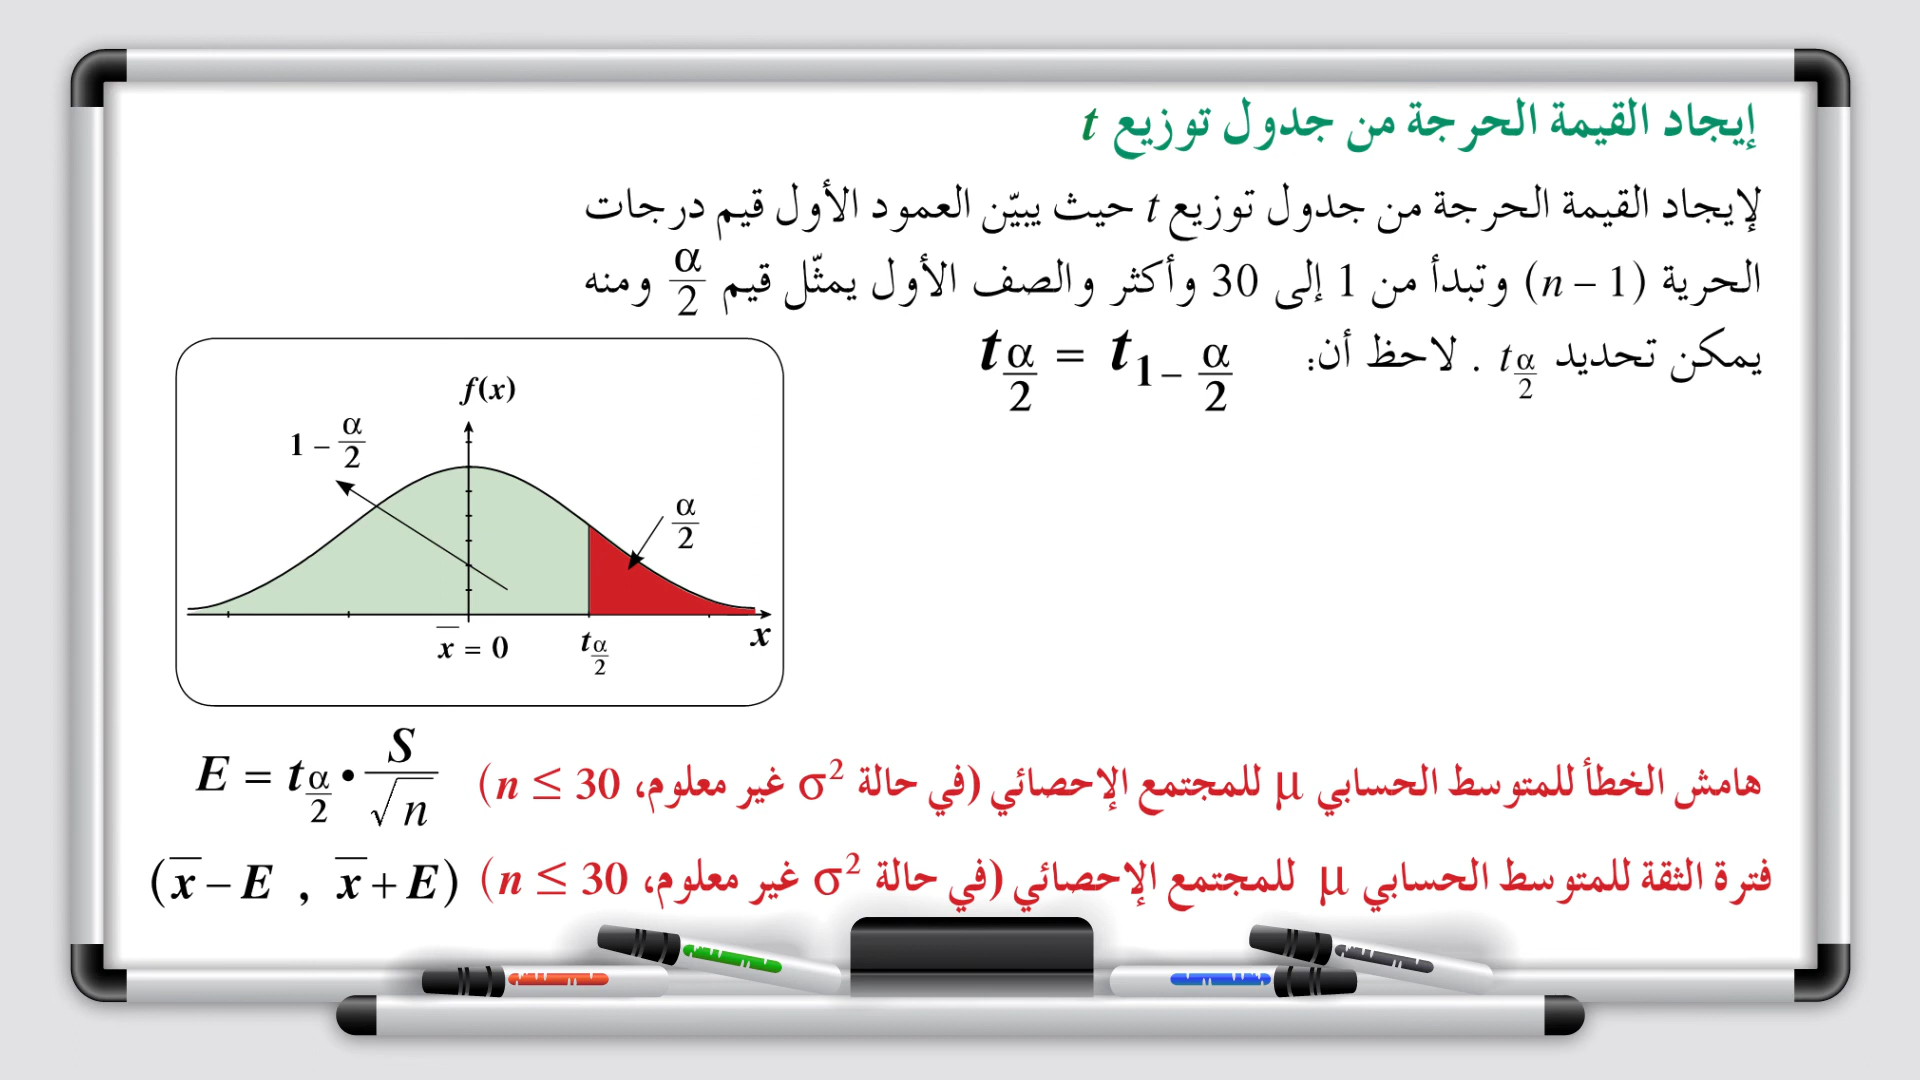 إيجاد القيمة الحرجة من جدول توزيع t
لإيجاد القيمة الحرجة من جدول توزيع t حيث يبيّن العمود الأول قيم درجات
الحرية (n – 1) وتبدأ من 1 إلى 30 وأكثر والصف الأول يمثّل قيم α/2 ومنه
يمكن تحديد t_{α/2} . لاحظ أن: t_{α/2} = t_{1 – α/2}
f(x)
1 – α/2
α/2
x̄ = 0
t_{α/2}
x
هامش الخطأ للمتوسط الحسابي μ للمجتمع الإحصائي (في حالة σ² غير معلوم، n ≤ 30) E = t_{α/2} • S/√n
فترة الثقة للمتوسط الحسابي μ للمجتمع الإحصائي (في حالة σ² غير معلوم، n ≤ 30) (x̄ – E , x̄ + E)